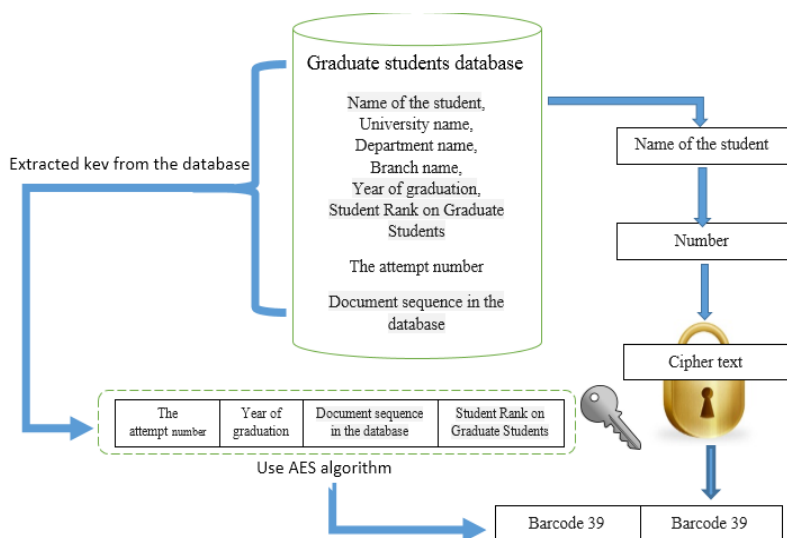 Graduate students database
Name of the student,
University name,
Department name,
Branch name,
Year of graduation,
Student Rank on Graduate
Students
The attempt number
Document sequence in the
database
Extracted kev from the database
Name of the student
Number
Cipher text
The
attempt number
Year of
graduation
Document sequence
in the database
Student Rank on
Graduate Students
Use AES algorithm
Barcode 39
Barcode 39